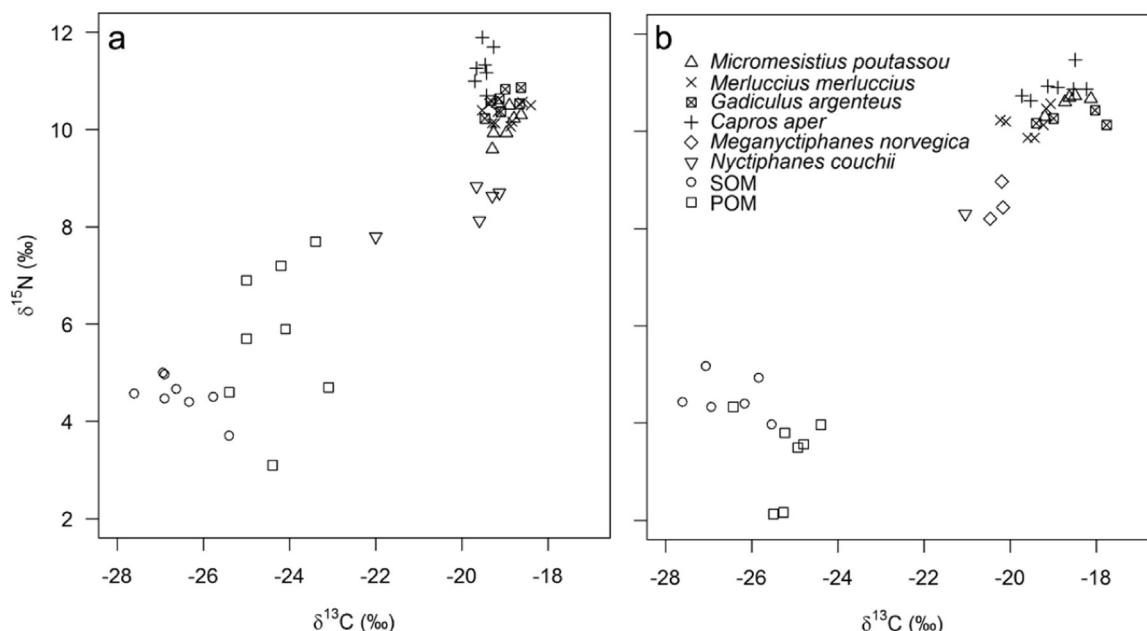 a
12
10
8
6
4
2
δ15N (‰)
-28 -26 -24 -22 -20 -18
δ13C (‰)
b
Micromesistius poutassou
Merluccius merluccius
Gadiculus argenteus
Capros aper
Meganyctiphanes norvegica
Nyctiphanes couchii
SOM
POM
-28 -26 -24 -22 -20 -18
δ13C (‰)